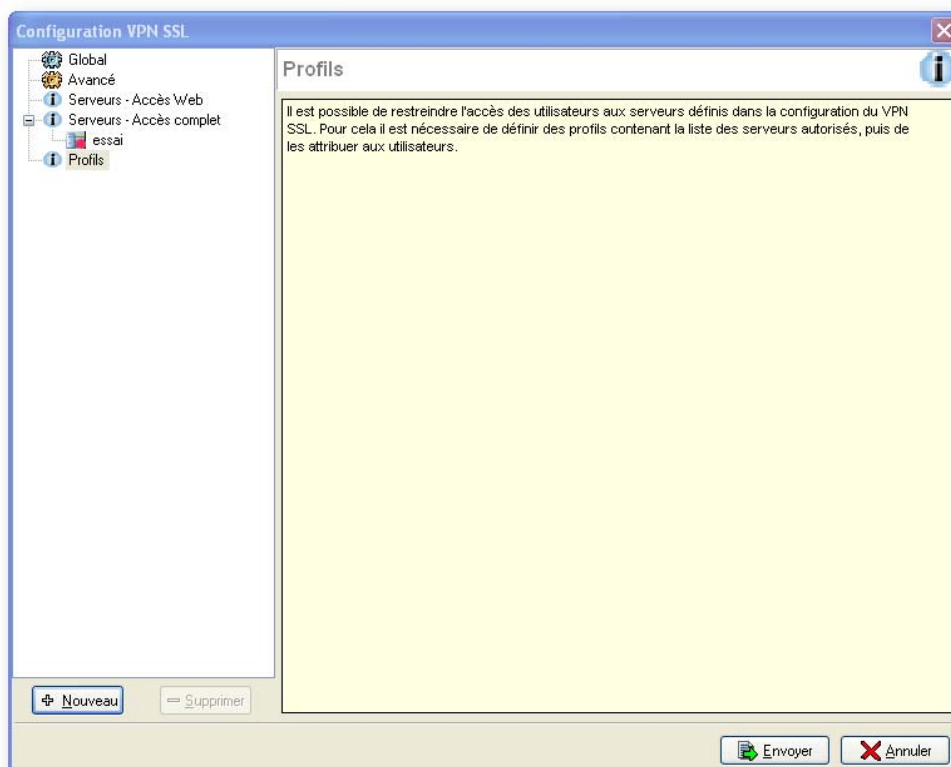 Configuration VPN SSL
Global
Avancé
Serveurs - Accès Web
Serveurs - Accès complet
essai
Profils
Profils
Il est possible de restreindre l'accès des utilisateurs aux serveurs définis dans la configuration du VPN
SSL. Pour cela il est nécessaire de définir des profils contenant la liste des serveurs autorisés, puis de
les attribuer aux utilisateurs.
Nouveau
Supprimer
Envoyer
Annuler